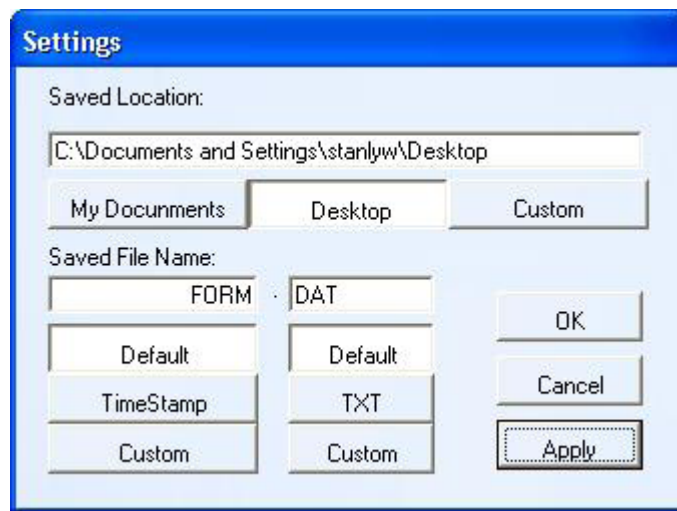 Settings
Saved Location:
C:\Documents and Settings\stanlyw\Desktop
My Docunments Desktop Custom
Saved File Name:
FORM . DAT
OK
Default Default
Cancel
TimeStamp TXT
Custom Custom Apply